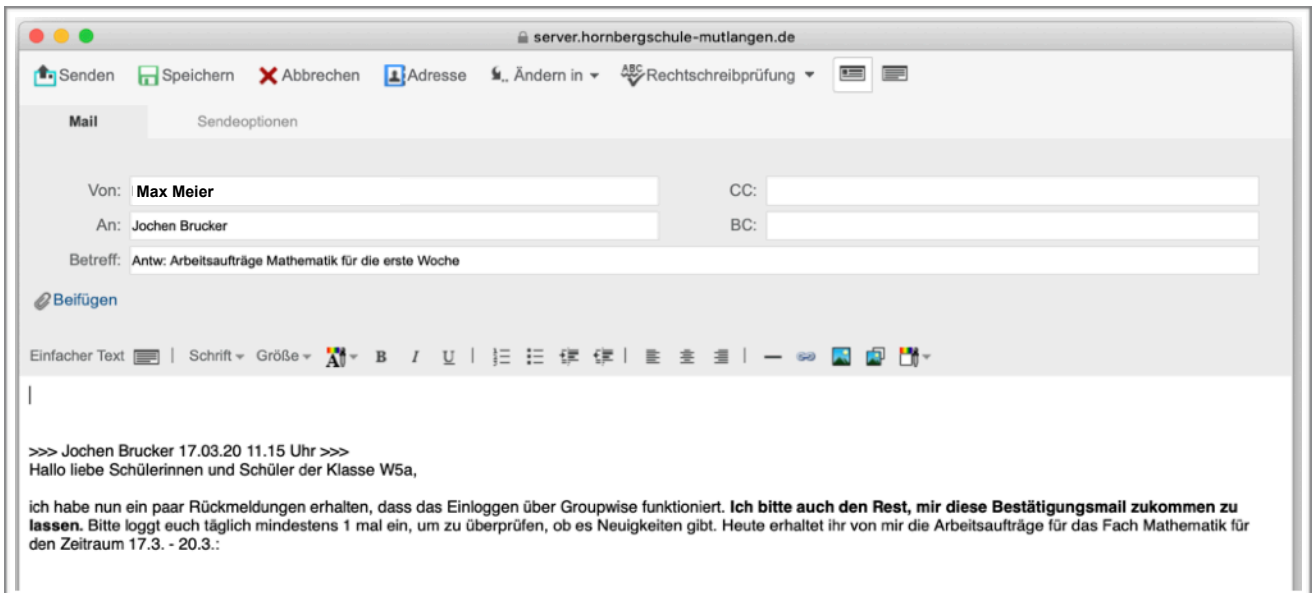 server.hornbergschule-mutlangen.de
Senden Speichern Abbrechen Adresse Ändern in ABC Rechtschreibprüfung
Mail Sendeoptionen
Von: Max Meier CC:
An: Jochen Brucker BC:
Betreff: Antw: Arbeitsaufträge Mathematik für die erste Woche
Beifügen
Einfacher Text Schrift Größe A B I U
>>> Jochen Brucker 17.03.20 11.15 Uhr >>>
Hallo liebe Schülerinnen und Schüler der Klasse W5a,
ich habe nun ein paar Rückmeldungen erhalten, dass das Einloggen über Groupwise funktioniert. Ich bitte auch den Rest, mir diese Bestätigungsmail zukommen zu
lassen. Bitte loggt euch täglich mindestens 1 mal ein, um zu überprüfen, ob es Neuigkeiten gibt. Heute erhaltet ihr von mir die Arbeitsaufträge für das Fach Mathematik für
den Zeitraum 17.3. - 20.3.: